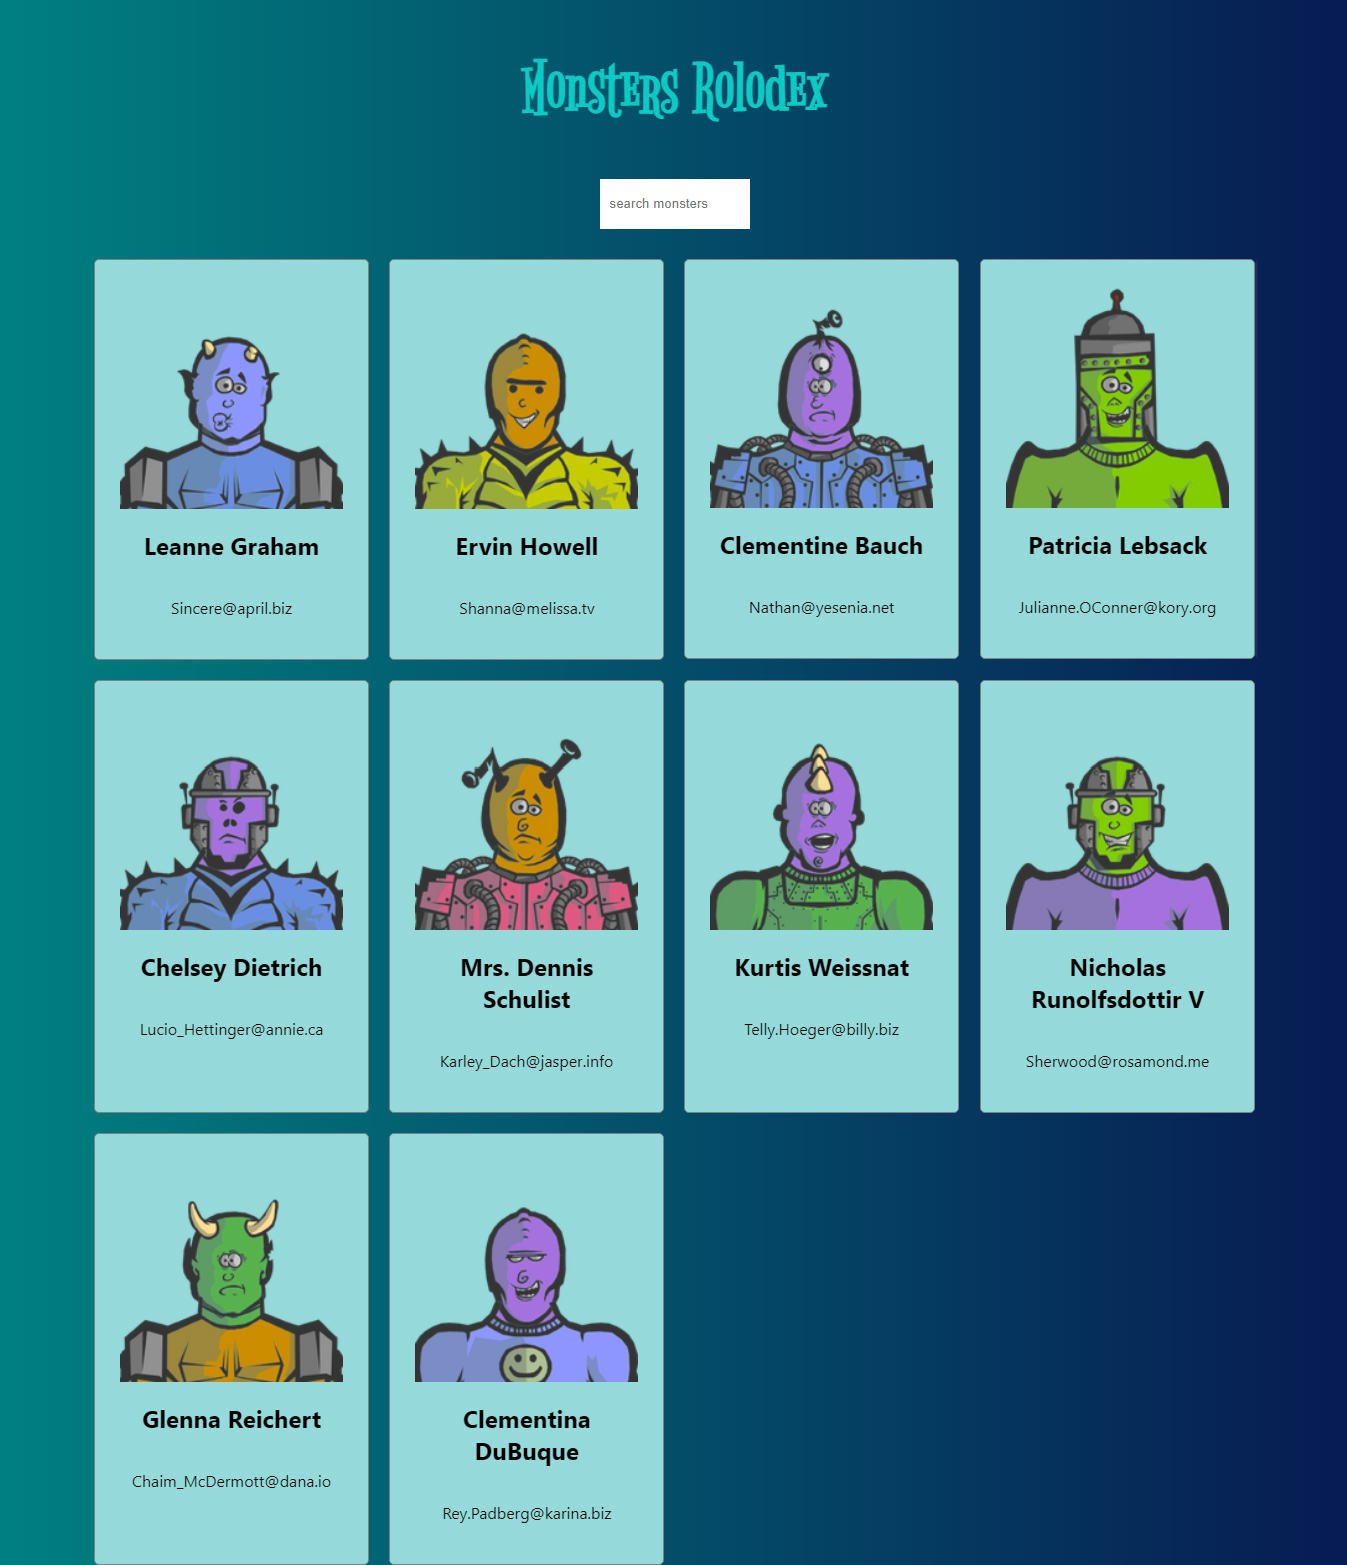 Monsters Rolodex
search monsters
Leanne Graham
Sincere@april.biz
Ervin Howell
Shanna@melissa.tv
Clementine Bauch
Nathan@yesenia.net
Patricia Lebsack
Julianne.OConner@kory.org
Chelsey Dietrich
Lucio_Hettinger@annie.ca
Mrs. Dennis
Schulist
Karley_Dach@jasper.info
Kurtis Weissnat
Telly.Hoeger@billy.biz
Nicholas
Runolfsdottir V
Sherwood@rosamond.me
Glenna Reichert
Chaim_McDermott@dana.io
Clementina
DuBuque
Rey.Padberg@karina.biz